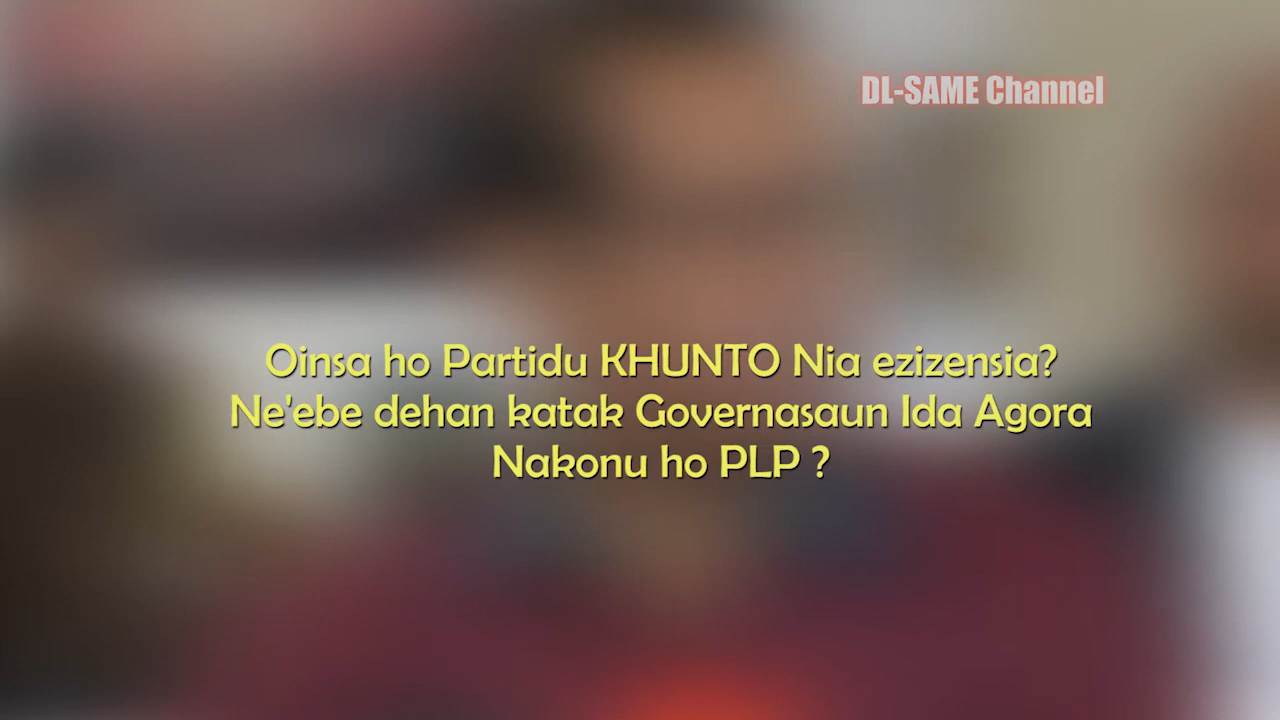 DL-SAME Channel
Oinsa ho Partidu KHUNTO Nia ezizensia?
Ne'ebe dehan katak Governasaun Ida Agora
Nakonu ho PLP ?